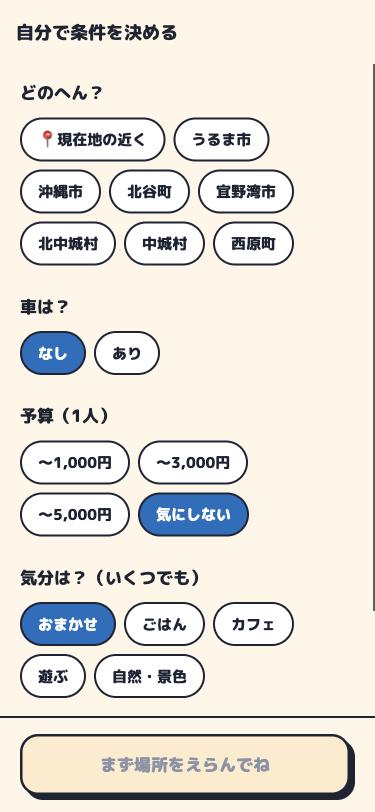 自分で条件を決める
どのへん？
📍現在地の近く うるま市
沖縄市 北谷町 宜野湾市
北中城村 中城村 西原町
車は？
なし あり
予算（1人）
〜1,000円 〜3,000円
〜5,000円 気にしない
気分は？（いくつでも）
おまかせ ごはん カフェ
遊ぶ 自然・景色
まず場所をえらんでね